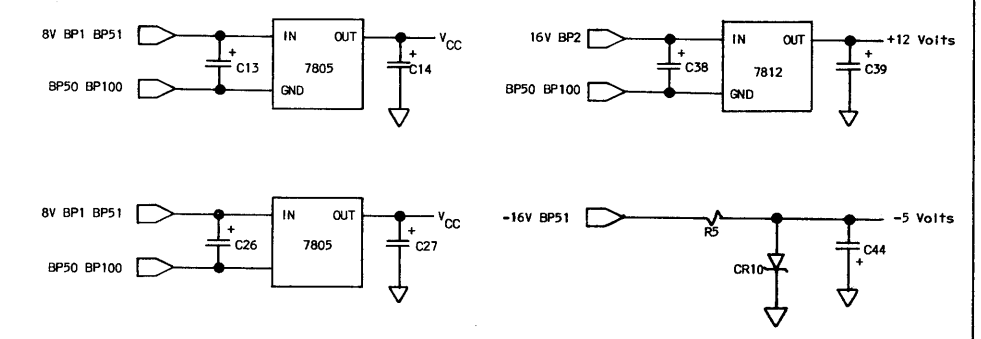 8V BP1 BP51
IN OUT
VCC
+
C13
7805
+
C14
BP50 BP100
GND
16V BP2
IN OUT
+12 Volts
+
C38
7812
+
C39
BP50 BP100
GND
8V BP1 BP51
IN OUT
VCC
+
C26
7805
+
C27
BP50 BP100
-16V BP51
R5
-5 Volts
C44
+
CR10